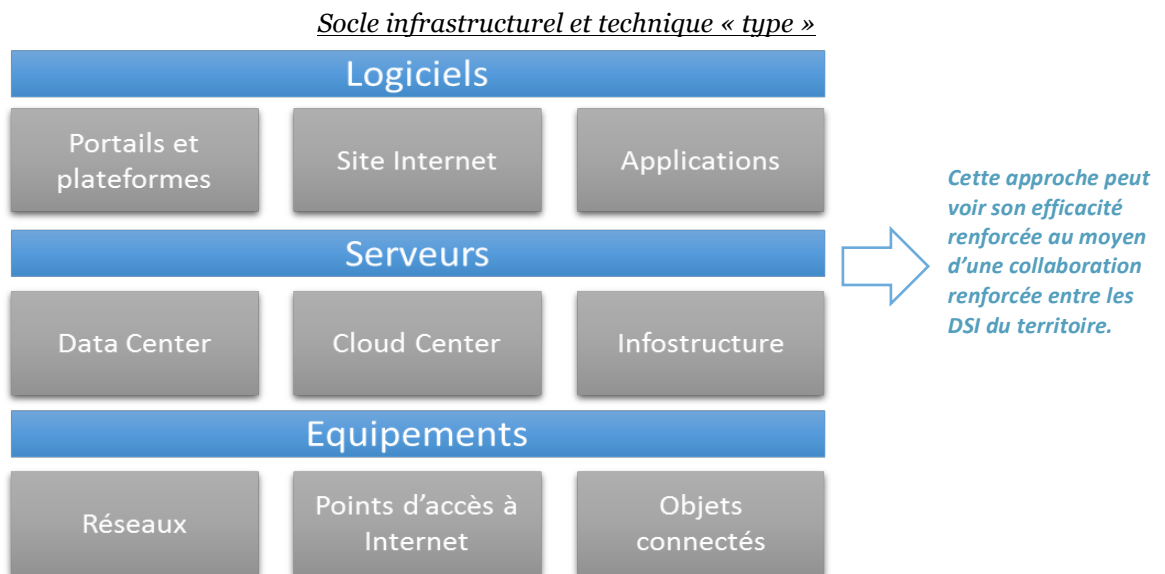 Socle infrastructurel et technique « type »
Logiciels
Portails et
plateformes
Site Internet
Applications
Serveurs
Data Center
Cloud Center
Infostructure
Equipements
Réseaux
Points d’accès à
Internet
Objets
connectés
Cette approche peut
voir son efficacité
renforcée au moyen
d’une collaboration
renforcée entre les
DSI du territoire.